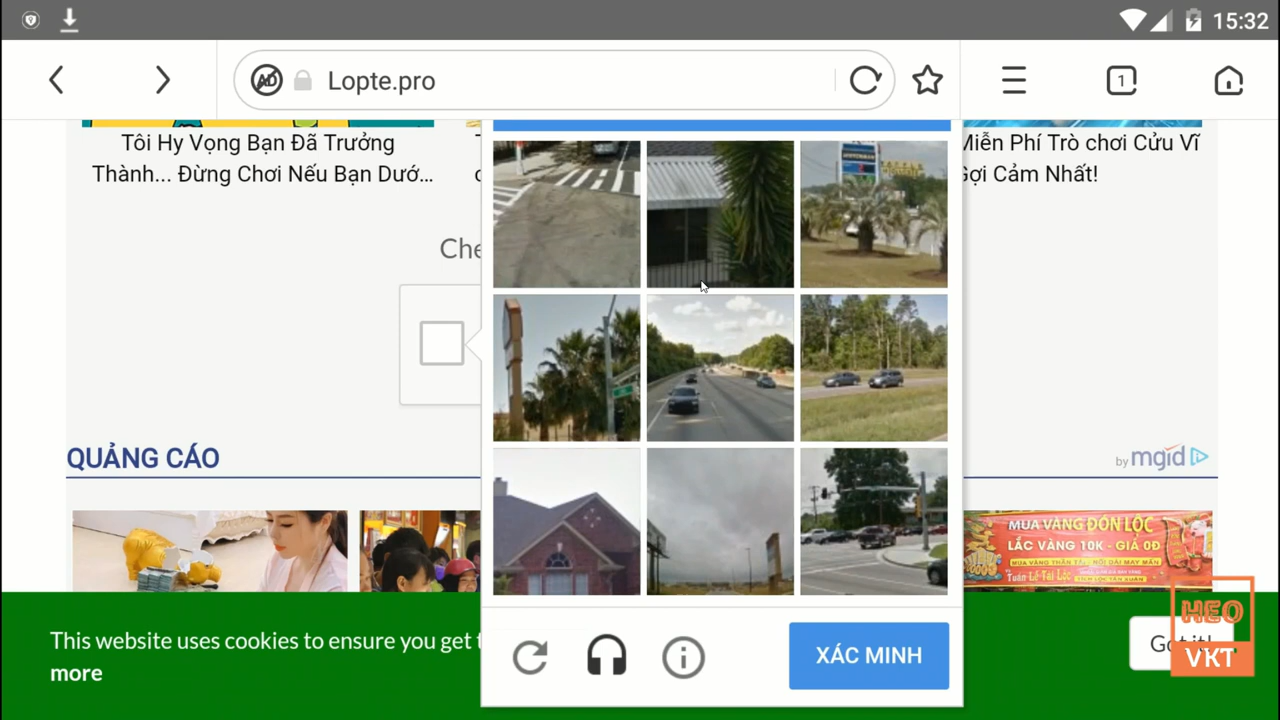 15:32
Lopte.pro
1
Tôi Hy Vọng Bạn Đã Trưởng
Thành... Đừng Chơi Nếu Bạn Dướ...
Miễn Phí Trò chơi Cửu Vĩ
Gợi Cảm Nhất!
Che
QUẢNG CÁO
by mgid
MUA VÀNG ĐÓN LỘC
LẮC VÀNG 10K - GIÁ 0Đ
This website uses cookies to ensure you get t
more
XÁC MINH
Got it!
HEO
VKT